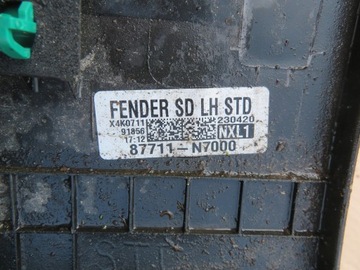 FENDER SD LH STD
X4K0711 230420
91856 NXL1
17:12
87711-N7000